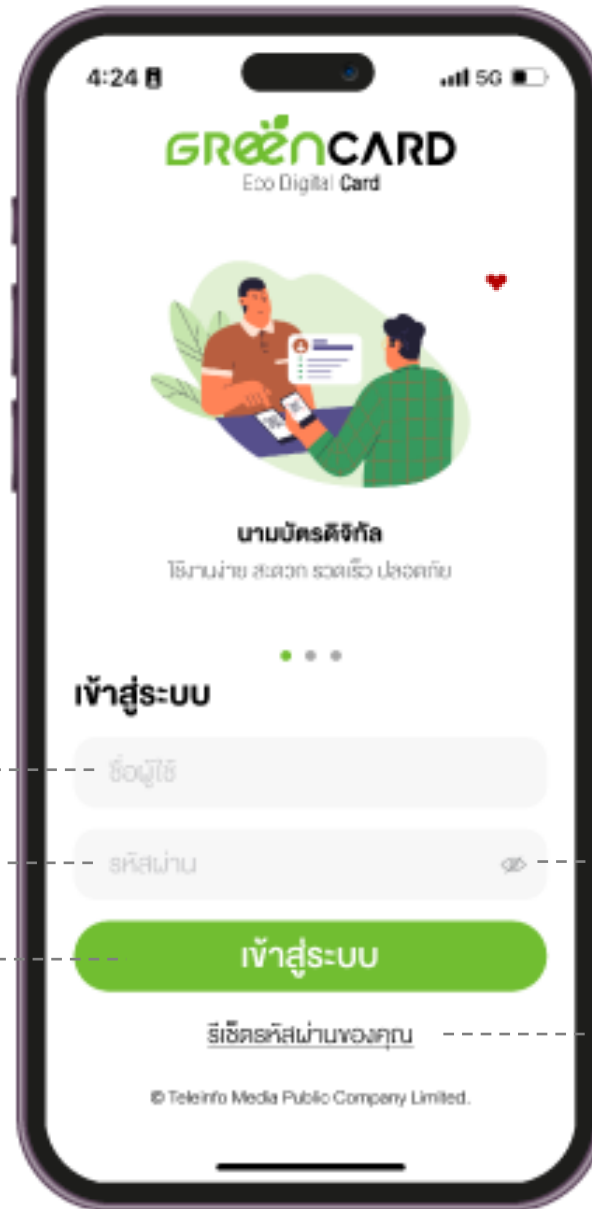 4:24
5G
GREENCARD
Eco Digital Card
นามบัตรดิจิทัล
ใช้งานง่าย สะดวก รวดเร็ว ปลอดภัย
เข้าสู่ระบบ
ชื่อผู้ใช้
รหัสผ่าน
เข้าสู่ระบบ
รีเซ็ตรหัสผ่านของคุณ
© Teleinfo Media Public Company Limited.